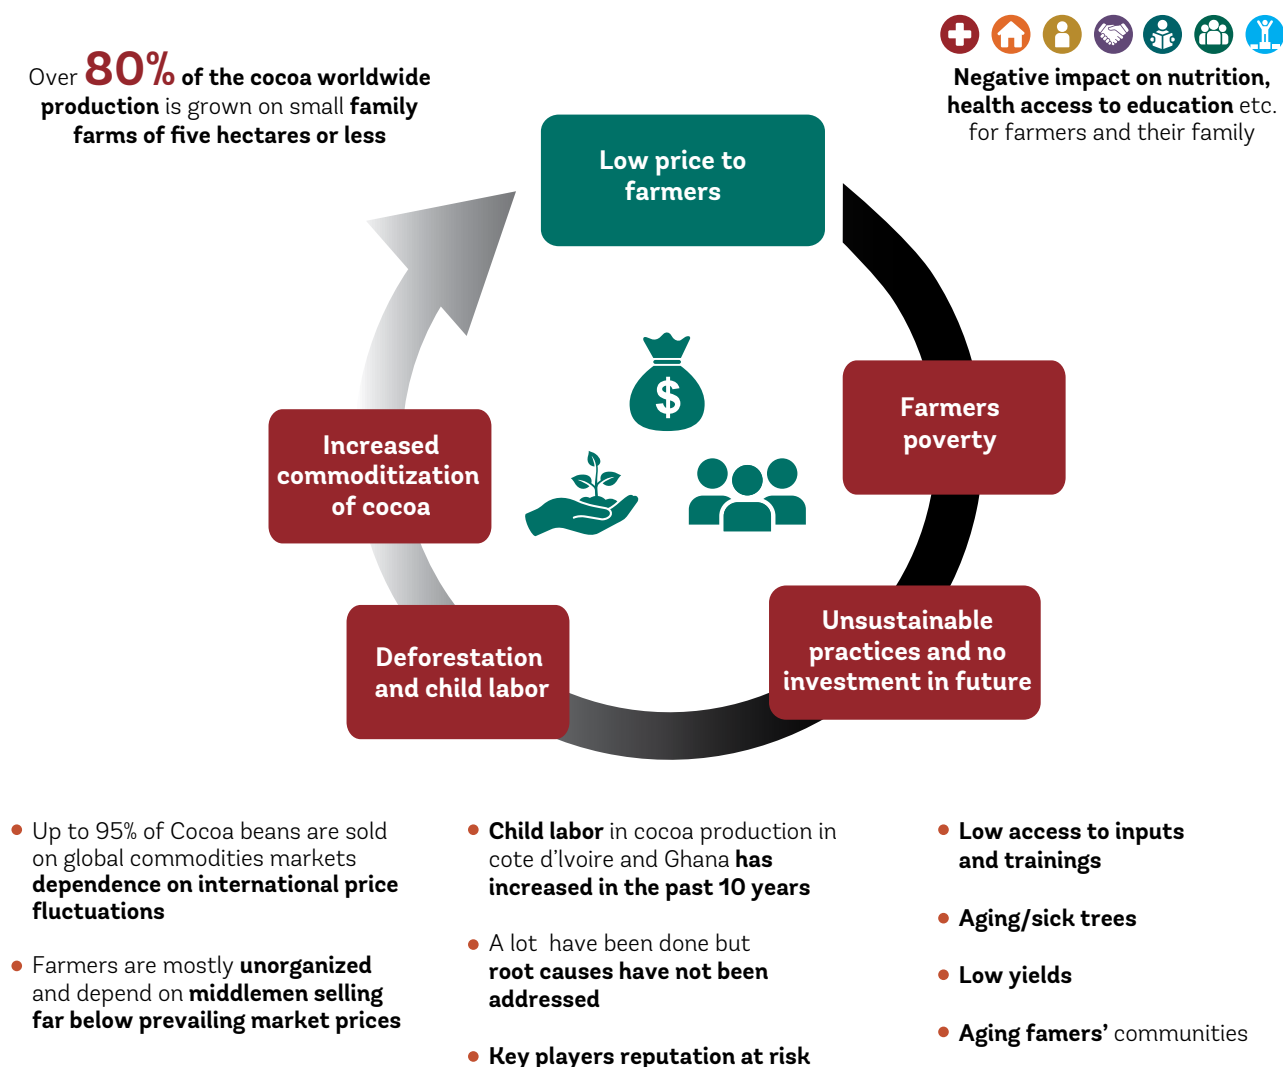 Over 80% of the cocoa worldwide
production is grown on small family
farms of five hectares or less
Negative impact on nutrition,
health access to education etc.
for farmers and their family
Low price to
farmers
$
Farmers
poverty
Increased
commoditization
of cocoa
Unsustainable
practices and no
investment in future
Deforestation
and child labor
• Up to 95% of Cocoa beans are sold
on global commodities markets
dependence on international price
fluctuations
• Farmers are mostly unorganized
and depend on middlemen selling
far below prevailing market prices
• Child labor in cocoa production in
cote d'Ivoire and Ghana has
increased in the past 10 years
• A lot have been done but
root causes have not been
addressed
• Key players reputation at risk
• Low access to inputs
and trainings
• Aging/sick trees
• Low yields
• Aging famers' communities